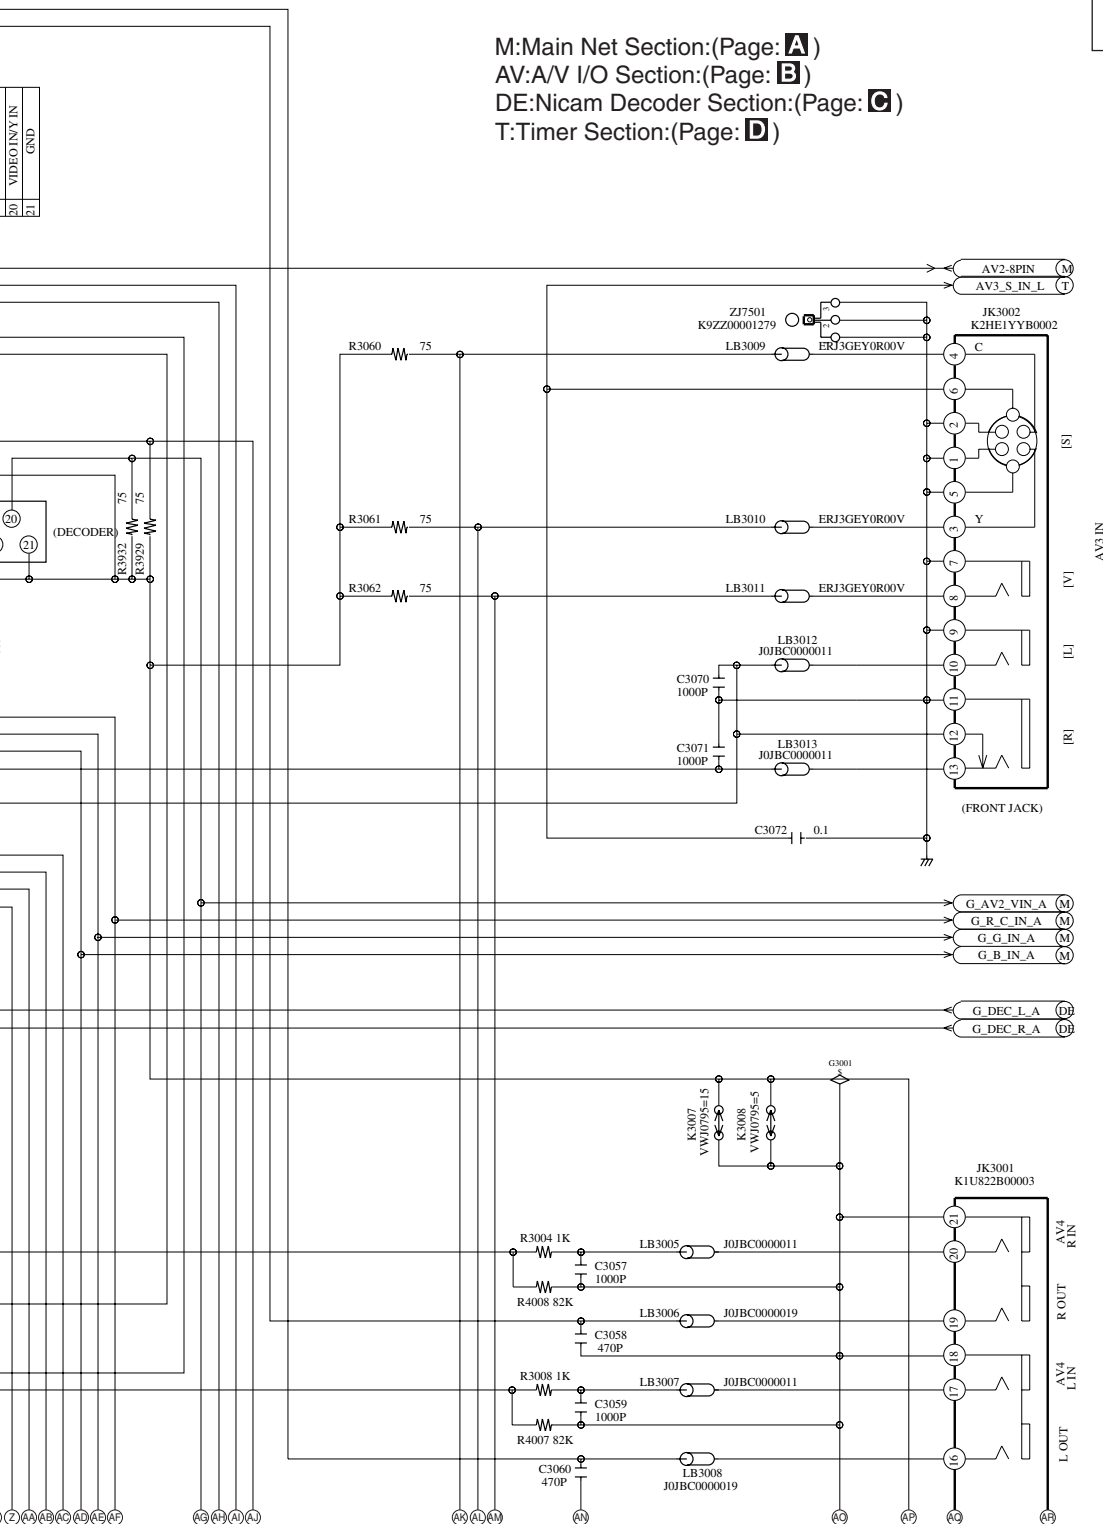 M:Main Net Section:(Page: A )
AV:A/V I/O Section:(Page: B )
DE:Nicam Decoder Section:(Page: C )
T:Timer Section:(Page: D )
20 VIDEO IN/Y IN
21 GND
AV2-8PIN M
AV3_S_IN_L T
ZJ7501
K9ZZ00001279
3
2
JK3002
K2HE1YYB0002
R3060 75
LB3009 ERJ3GEY0R00V
4 C
6
2
1
5
[S]
R3061 75
LB3010 ERJ3GEY0R00V
3 Y
7
R3062 75
LB3011 ERJ3GEY0R00V
8
[V]
AV3 IN
75
75
R3932
R3929
20
21
(DECODER)
9
LB3012
J0JBC0000011
10
[L]
C3070
1000P
11
12
[R]
C3071
1000P
LB3013
J0JBC0000011
13
(FRONT JACK)
C3072 0.1
G_AV2_VIN_A M
G_R_C_IN_A M
G_G_IN_A M
G_B_IN_A M
G_DEC_L_A DE
G_DEC_R_A DE
G3001
K3007
VWJ0795=15
K3008
VWJ0795=5
JK3001
K1U822B00003
21
AV4
R IN
R3004 1K
LB3005 J0JBC0000011
20
C3057
1000P
R4008 82K
LB3006 J0JBC0000019
19
R OUT
C3058
470P
18
AV4
L IN
R3008 1K
LB3007 J0JBC0000011
17
C3059
1000P
R4007 82K
L OUT
C3060
470P
LB3008
J0JBC0000019
16
Z AA AB AC AD AE AF AG AH AI AJ AK AL AM AN AO AP AQ AR